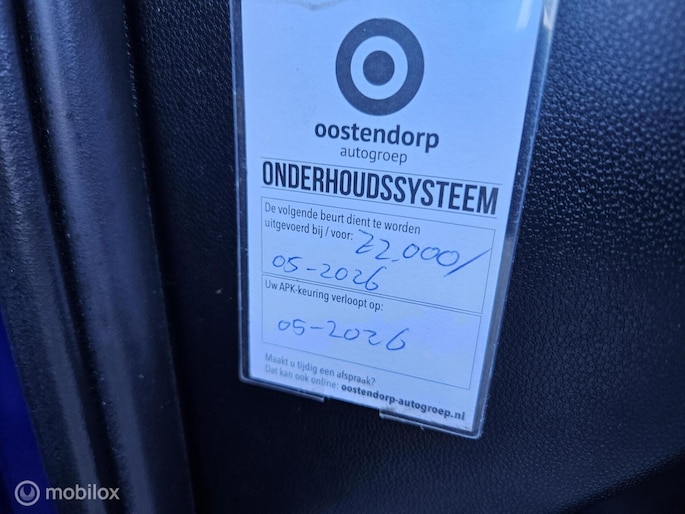 oostendorp
autogroep
ONDERHOUDSSYSTEEM
De volgende beurt dient te worden
uitgevoerd bij / voor: 22.000/
05-2026
Uw APK-keuring verloopt op:
05-2026
Maakt u tijdig een afspraak?
Dat kan ook online: oostendorp-autogroep.nl
mobilox